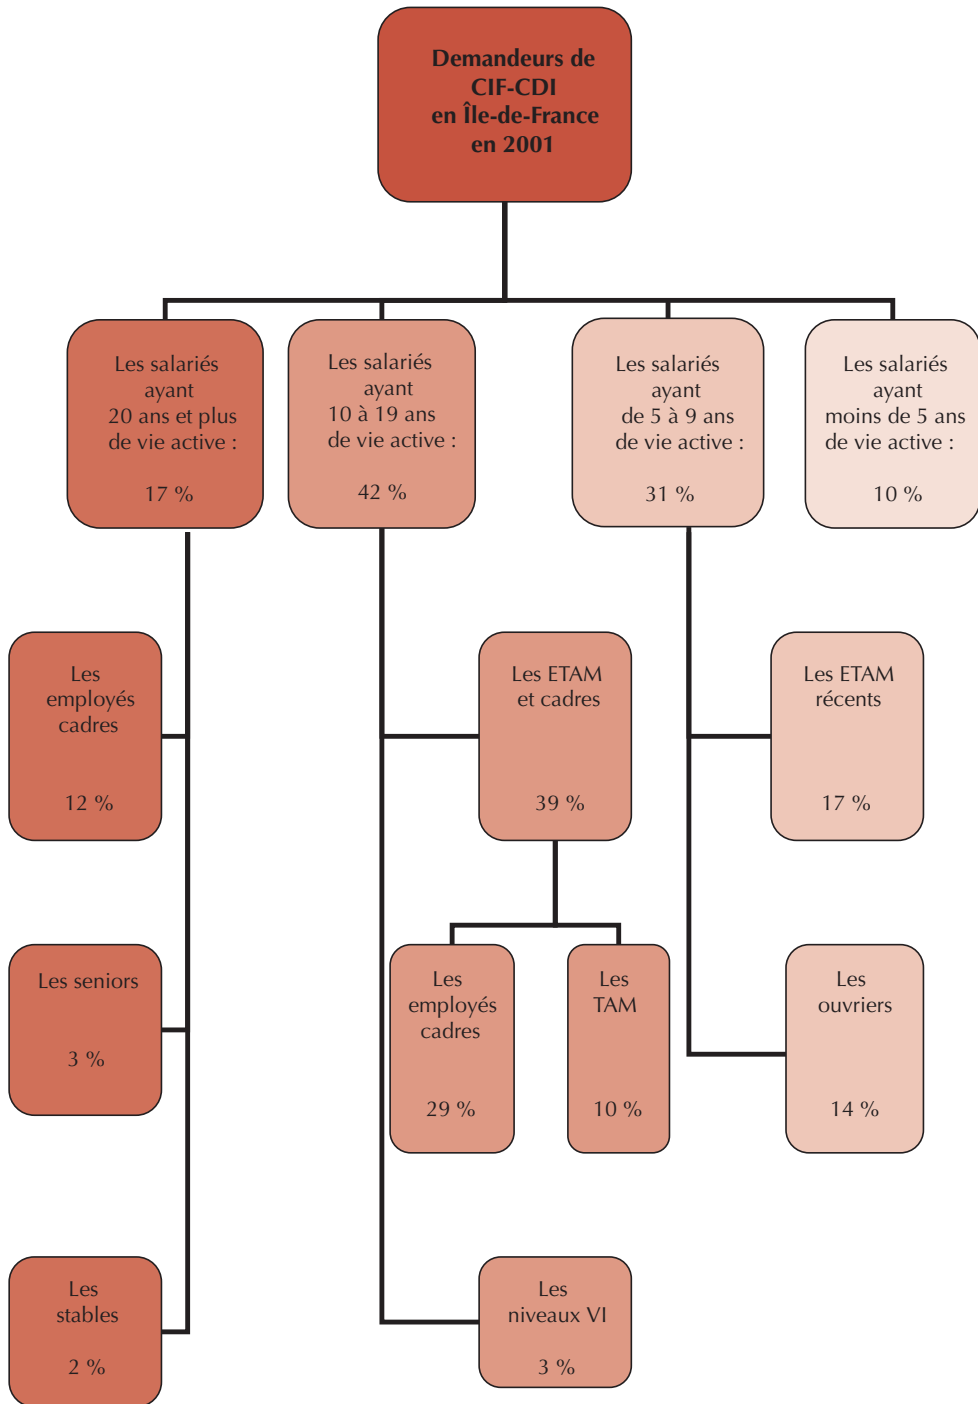 Demandeurs de
CIF-CDI
en Île-de-France
en 2001
Les salariés
ayant
20 ans et plus
de vie active :
17 %
Les salariés
ayant
10 à 19 ans
de vie active :
42 %
Les salariés
ayant
de 5 à 9 ans
de vie active :
31 %
Les salariés
ayant
moins de 5 ans
de vie active :
10 %
Les
employés
cadres
12 %
Les ETAM
et cadres
39 %
Les ETAM
récents
17 %
Les seniors
3 %
Les
employés
cadres
29 %
Les
TAM
10 %
Les
ouvriers
14 %
Les
stables
2 %
Les
niveaux VI
3 %